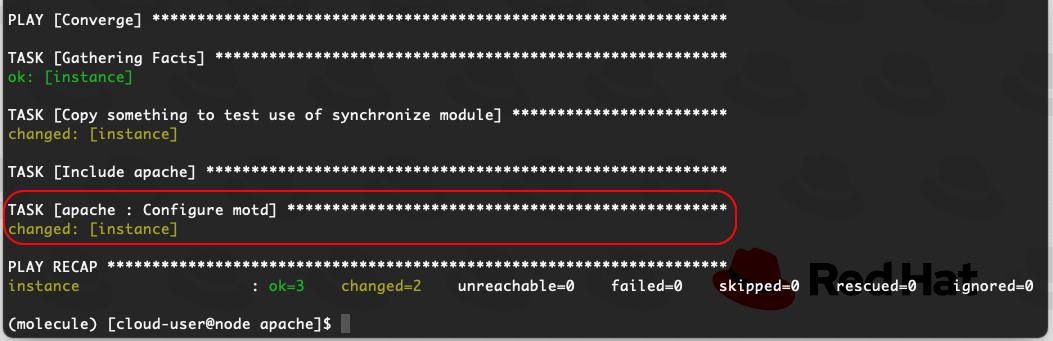 PLAY [Converge] ****************************************************************
TASK [Gathering Facts] *********************************************************
ok: [instance]
TASK [Copy something to test use of synchronize module] ************************
changed: [instance]
TASK [Include apache] **********************************************************
TASK [apache : Configure motd] *************************************************
changed: [instance]
PLAY RECAP *********************************************************************
instance                   : ok=3    changed=2    unreachable=0    failed=0    skipped=0    rescued=0    ignored=0
Red Hat
(molecule) [cloud-user@node apache]$